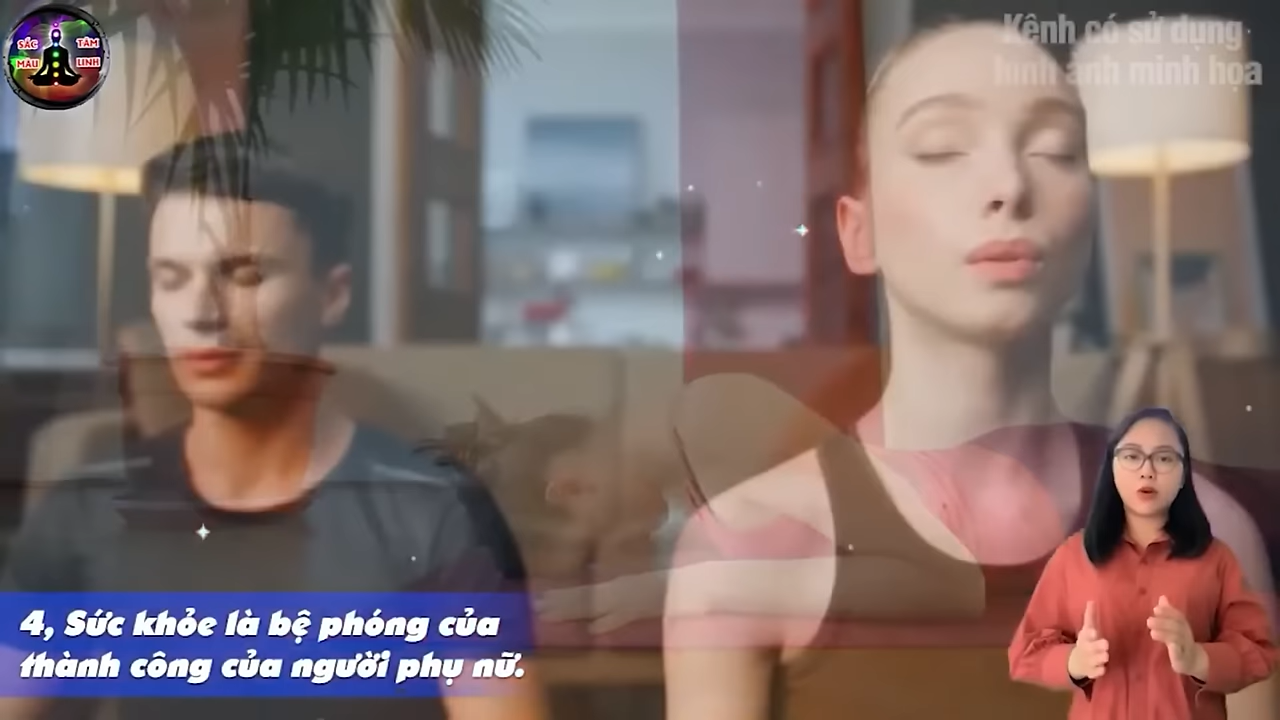 SẮC TÂM
MÀU LINH
Kênh có sử dụng
hình ảnh minh họa
4, Sức khỏe là bệ phóng của
thành công của người phụ nữ.